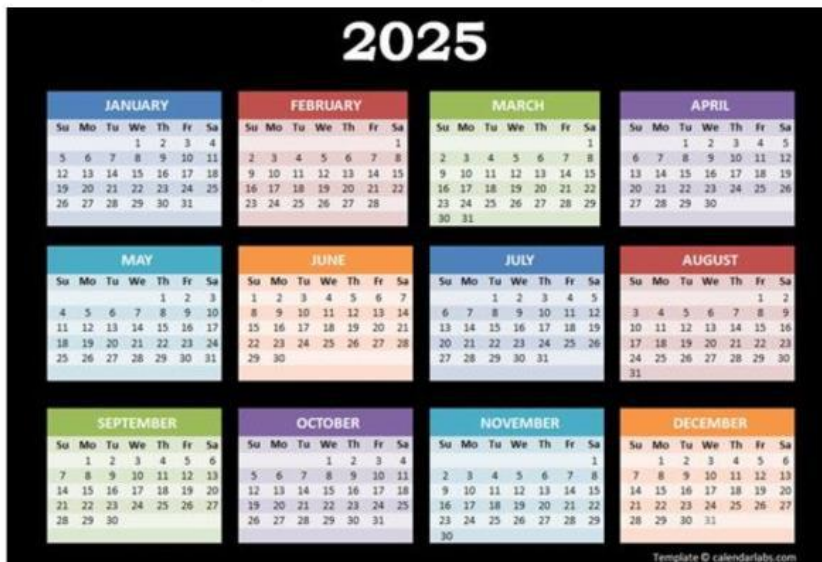 2025
JANUARY
Su Mo Tu We Th Fr Sa
1 2 3 4
5 6 7 8 9 10 11
12 13 14 15 16 17 18
19 20 21 22 23 24 25
26 27 28 29 30 31
FEBRUARY
Su Mo Tu We Th Fr Sa
1
2 3 4 5 6 7 8
9 10 11 12 13 14 15
16 17 18 19 20 21 22
23 24 25 26 27 28
MARCH
Su Mo Tu We Th Fr Sa
1
2 3 4 5 6 7 8
9 10 11 12 13 14 15
16 17 18 19 20 21 22
23 24 25 26 27 28 29
30 31
APRIL
Su Mo Tu We Th Fr Sa
1 2 3 4 5
6 7 8 9 10 11 12
13 14 15 16 17 18 19
20 21 22 23 24 25 26
27 28 29 30
MAY
Su Mo Tu We Th Fr Sa
1 2 3
4 5 6 7 8 9 10
11 12 13 14 15 16 17
18 19 20 21 22 23 24
25 26 27 28 29 30 31
JUNE
Su Mo Tu We Th Fr Sa
1 2 3 4 5 6 7
8 9 10 11 12 13 14
15 16 17 18 19 20 21
22 23 24 25 26 27 28
29 30
JULY
Su Mo Tu We Th Fr Sa
1 2 3 4 5
6 7 8 9 10 11 12
13 14 15 16 17 18 19
20 21 22 23 24 25 26
27 28 29 30 31
AUGUST
Su Mo Tu We Th Fr Sa
1 2
3 4 5 6 7 8 9
10 11 12 13 14 15 16
17 18 19 20 21 22 23
24 25 26 27 28 29 30
31
SEPTEMBER
Su Mo Tu We Th Fr Sa
1 2 3 4 5 6
7 8 9 10 11 12 13
14 15 16 17 18 19 20
21 22 23 24 25 26 27
28 29 30
OCTOBER
Su Mo Tu We Th Fr Sa
1 2 3 4
5 6 7 8 9 10 11
12 13 14 15 16 17 18
19 20 21 22 23 24 25
26 27 28 29 30 31
NOVEMBER
Su Mo Tu We Th Fr Sa
1
2 3 4 5 6 7 8
9 10 11 12 13 14 15
16 17 18 19 20 21 22
23 24 25 26 27 28 29
30
DECEMBER
Su Mo Tu We Th Fr Sa
1 2 3 4 5 6
7 8 9 10 11 12 13
14 15 16 17 18 19 20
21 22 23 24 25 26 27
28 29 30 31
Template © calendarlabs.com